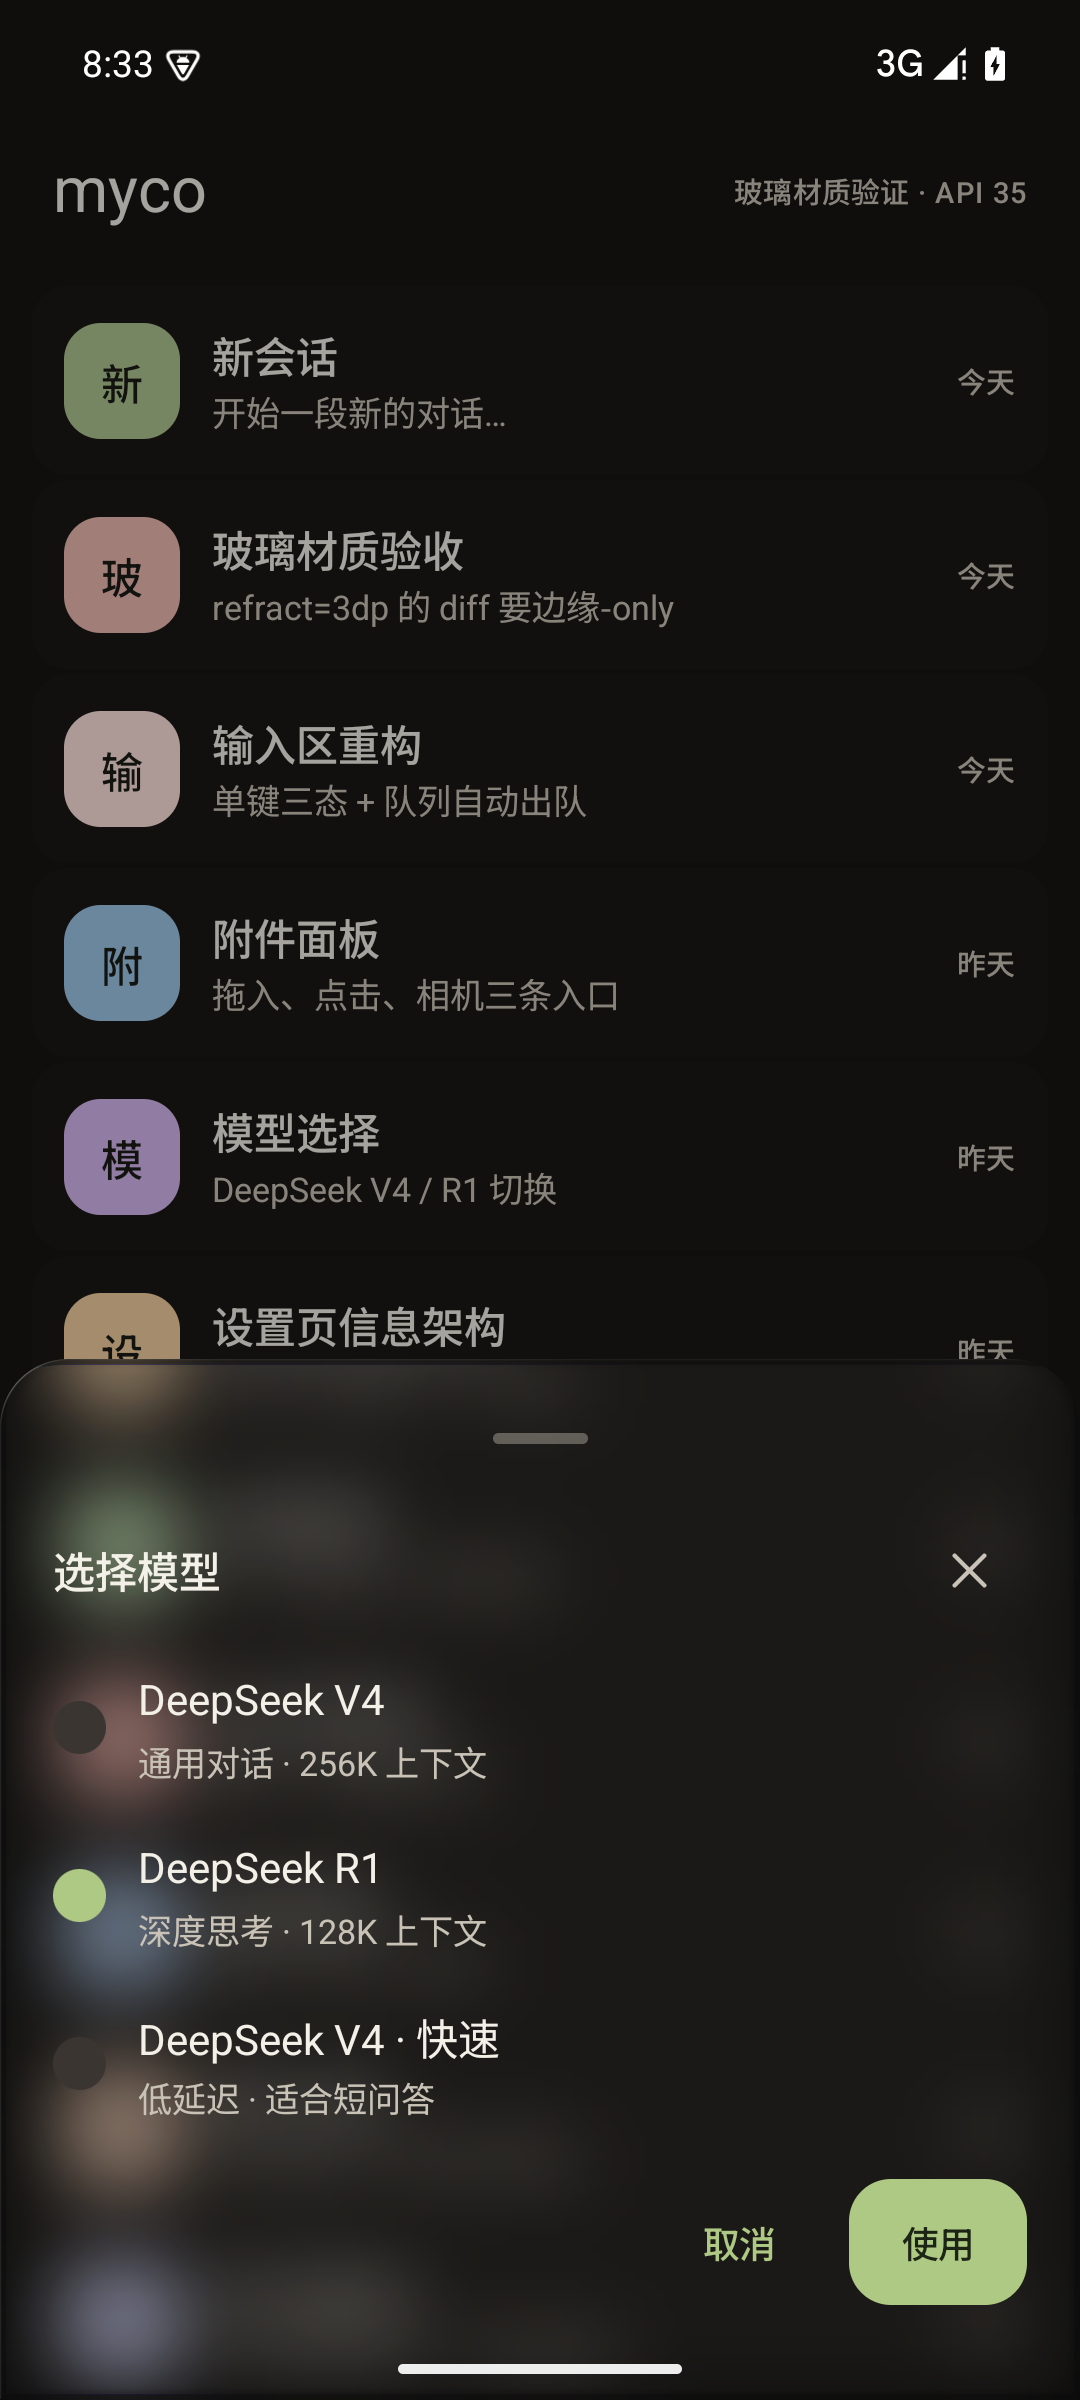 8:33
3G
myco
玻璃材质验证 · API 35
新
新会话
开始一段新的对话…
今天
玻
玻璃材质验收
refract=3dp 的 diff 要边缘-only
今天
输
输入区重构
单键三态 + 队列自动出队
今天
附
附件面板
拖入、点击、相机三条入口
昨天
模
模型选择
DeepSeek V4 / R1 切换
昨天
设
设置页信息架构
昨天
选择模型
DeepSeek V4
通用对话 · 256K 上下文
DeepSeek R1
深度思考 · 128K 上下文
DeepSeek V4 · 快速
低延迟 · 适合短问答
取消
使用